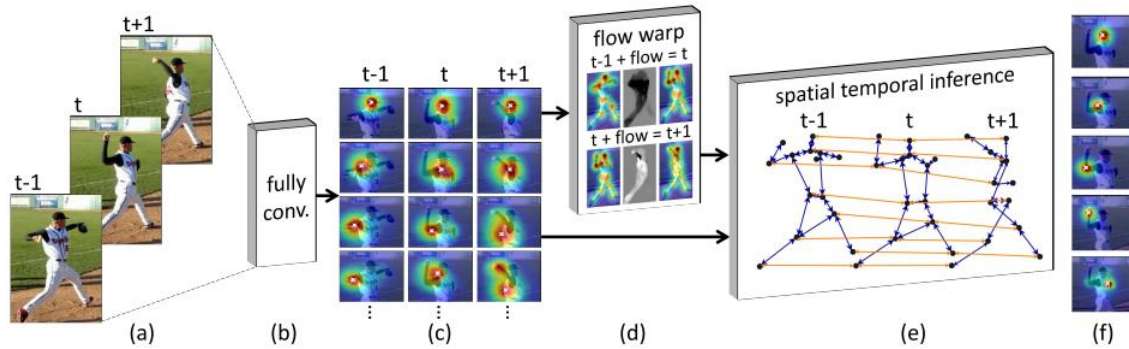 t+1
t
t-1
(a)
fully
conv.
(b)
t-1 t t+1
⋮ ⋮ ⋮
(c)
flow warp
t-1 + flow = t
t + flow = t+1
(d)
spatial temporal inference
t-1 t t+1
(e)
(f)